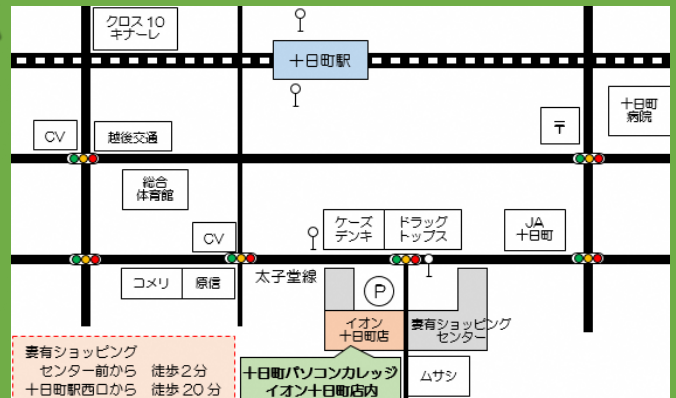 クロス10
キナーレ
十日町駅
CV
越後交通
〒
十日町
病院
総合
体育館
CV
ケーズ
デンキ
ドラッグ
トップス
JA
十日町
コメリ
原信
太子堂線
P
イオン
十日町店
妻有ショッピング
センター
妻有ショッピング
センター前から 徒歩2分
十日町駅西口から 徒歩20分
十日町パソコンカレッジ
イオン十日町店内
ムサシ